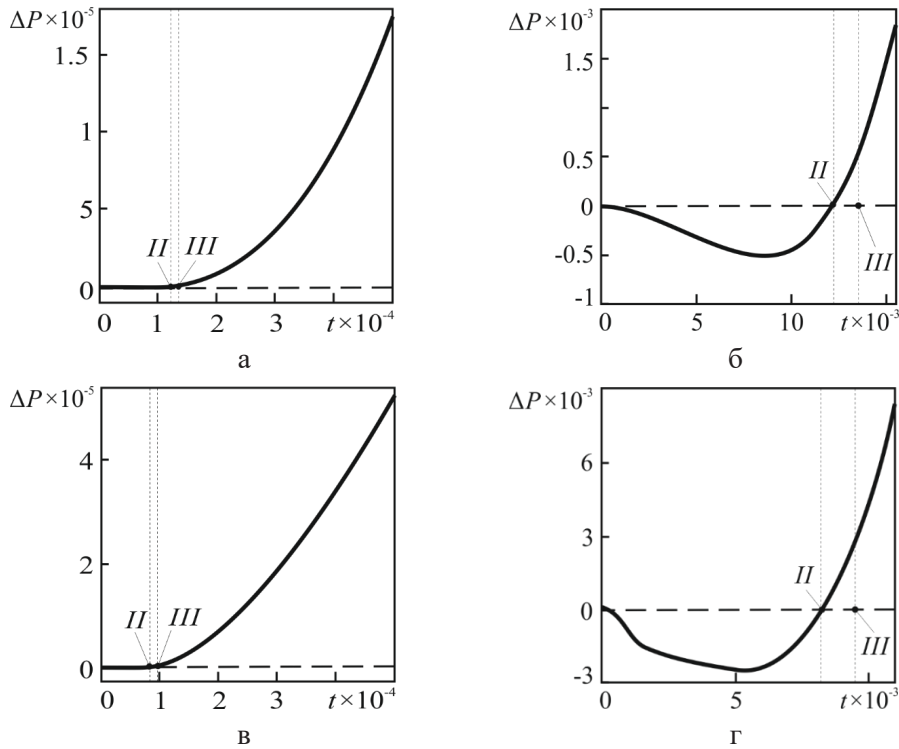 ΔP×10⁻⁵
1.5
1
5
0
II III
0 1 2 3 t×10⁻⁴
а
ΔP×10⁻³
1.5
0.5
0
-0.5
-1
II
III
0 5 10 t×10⁻³
б
ΔP×10⁻⁵
4
2
0
II III
0 1 2 3 t×10⁻⁴
в
ΔP×10⁻³
6
3
0
-3
II
III
0 5 t×10⁻³
г